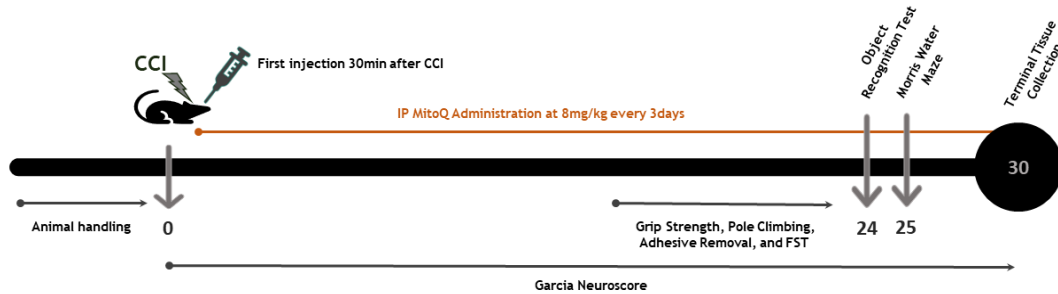 CCI
First injection 30min after CCI
IP MitoQ Administration at 8mg/kg every 3days
Object
Recognition Test
Morris Water
Maze
Terminal Tissue
Collection
30
Animal handling
0
Grip Strength, Pole Climbing,
Adhesive Removal, and FST
24
25
Garcia Neuroscore